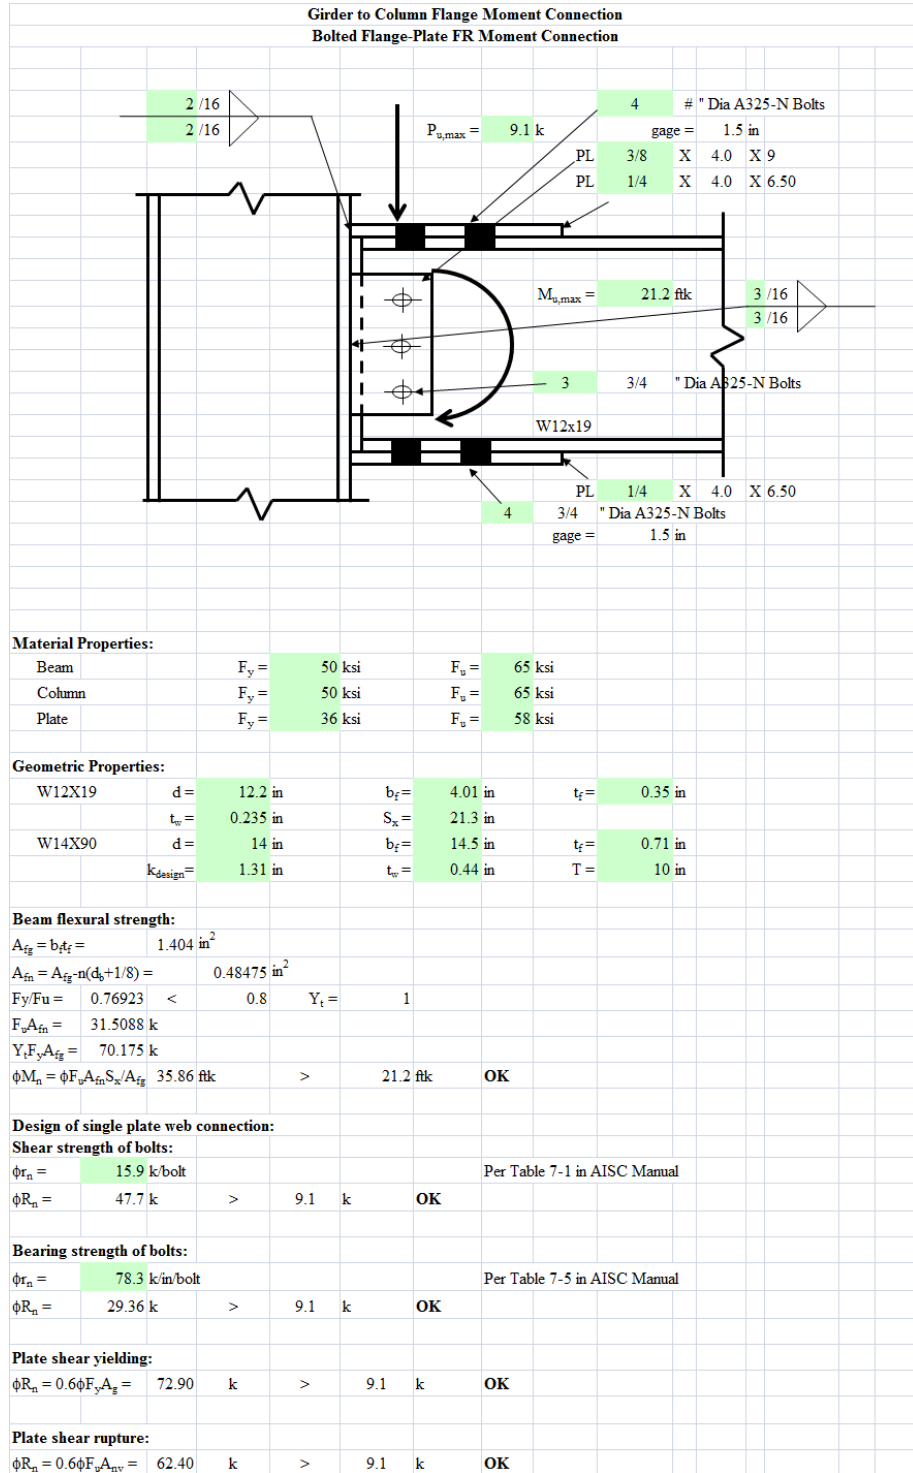 Girder to Column Flange Moment Connection
Bolted Flange-Plate FR Moment Connection
2 /16
2 /16
Pu,max = 9.1 k
4 # " Dia A325-N Bolts
gage = 1.5 in
PL 3/8 X 4.0 X 9
PL 1/4 X 4.0 X 6.50
Mu,max = 21.2 ftk
3 /16
3 /16
3 3/4 " Dia A325-N Bolts
W12x19
PL 1/4 X 4.0 X 6.50
4 3/4 " Dia A325-N Bolts
gage = 1.5 in
Material Properties:
Beam Fy = 50 ksi Fu = 65 ksi
Column Fy = 50 ksi Fu = 65 ksi
Plate Fy = 36 ksi Fu = 58 ksi
Geometric Properties:
W12X19 d = 12.2 in bf= 4.01 in tf= 0.35 in
tw= 0.235 in Sx = 21.3 in
W14X90 d = 14 in bf= 14.5 in tf= 0.71 in
kdesign= 1.31 in tw= 0.44 in T = 10 in
Beam flexural strength:
Afg = bftf = 1.404 in²
Afn = Afg-n(db+1/8) = 0.48475 in²
Fy/Fu = 0.76923 < 0.8 Yt = 1
FuAfn = 31.5088 k
YtFyAfg = 70.175 k
ϕMn = ϕFuAfnSx/Afg 35.86 ftk > 21.2 ftk OK
Design of single plate web connection:
Shear strength of bolts:
ϕrn = 15.9 k/bolt Per Table 7-1 in AISC Manual
ϕRn = 47.7 k > 9.1 k OK
Bearing strength of bolts:
ϕrn = 78.3 k/in/bolt Per Table 7-5 in AISC Manual
ϕRn = 29.36 k > 9.1 k OK
Plate shear yielding:
ϕRn = 0.6ϕFyAg = 72.90 k > 9.1 k OK
Plate shear rupture:
ϕRn = 0.6ϕFuAnv = 62.40 k > 9.1 k OK